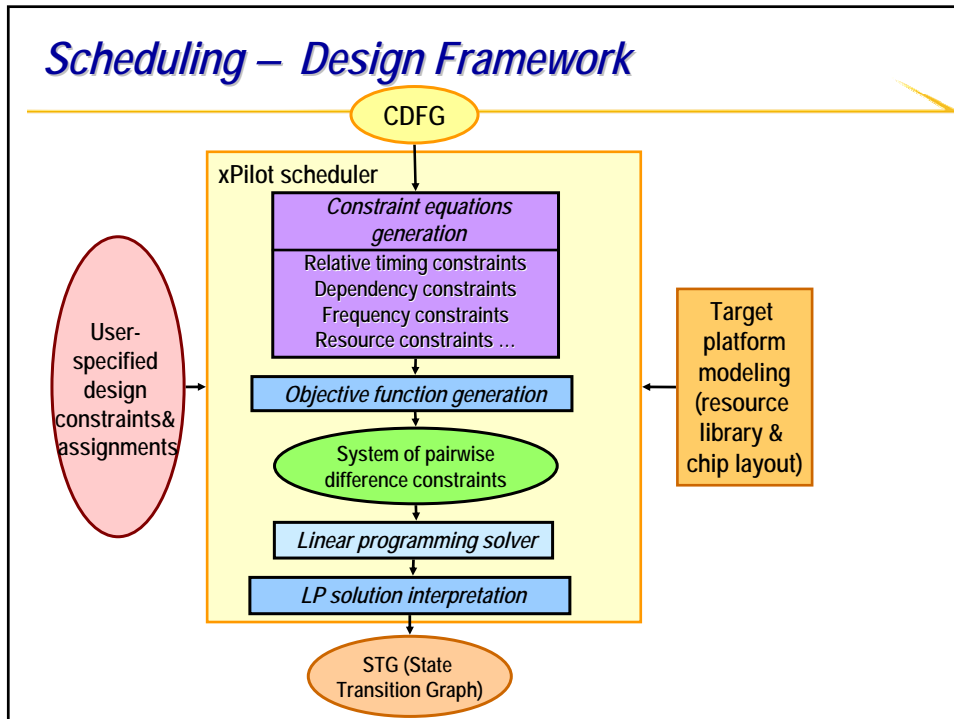 Scheduling – Design Framework
CDFG
xPilot scheduler
Constraint equations
generation
Relative timing constraints
Dependency constraints
Frequency constraints
Resource constraints ...
User-
specified
design
constraints&
assignments
Target
platform
modeling
(resource
library &
chip layout)
Objective function generation
System of pairwise
difference constraints
Linear programming solver
LP solution interpretation
STG (State
Transition Graph)